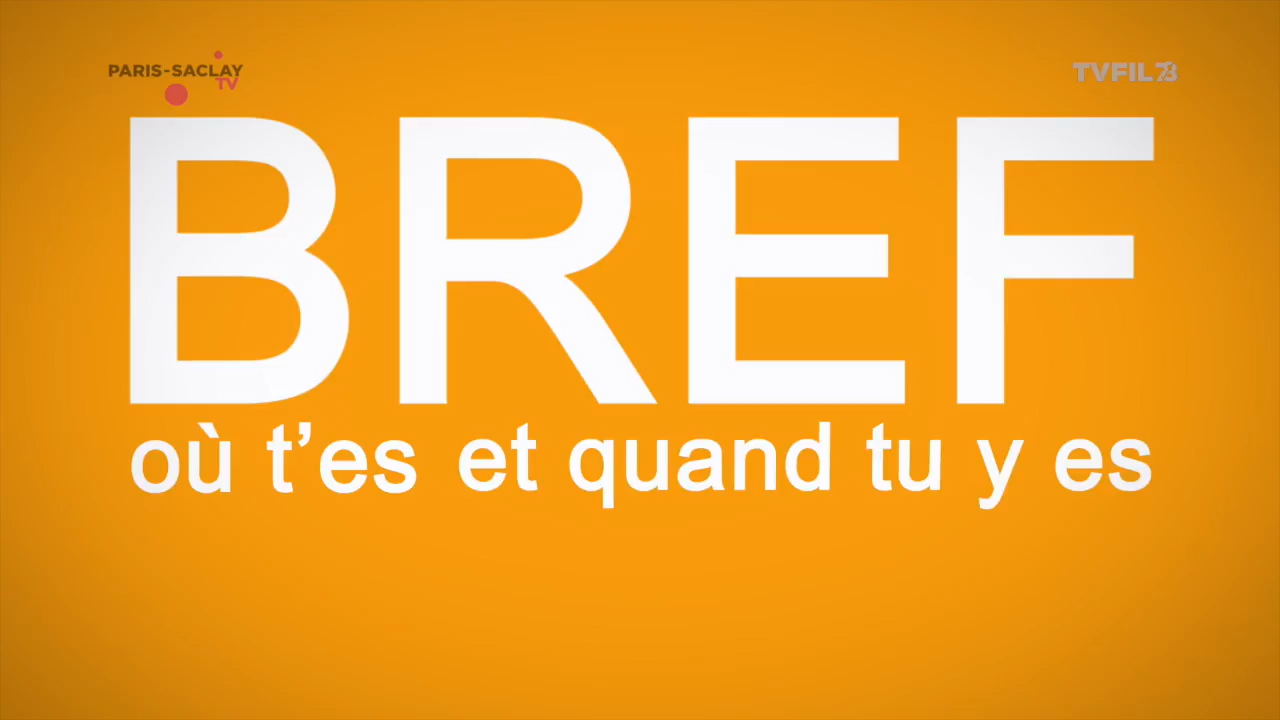 PARIS-SACLAY
TV
TVFIL78
BREF
où t’es et quand tu y es